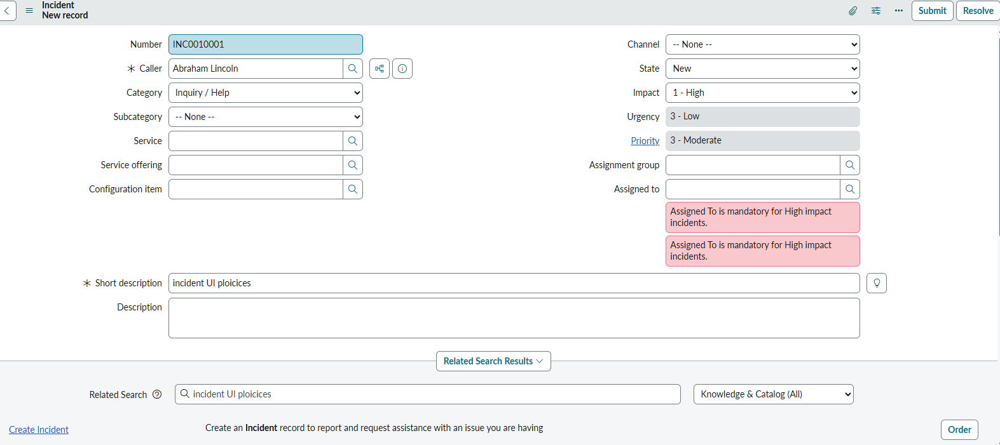 Incident
New record
Submit
Resolve
Number
INC0010001
Caller
Abraham Lincoln
Category
Inquiry / Help
Subcategory
-- None --
Service
Service offering
Configuration item
Channel
-- None --
State
New
Impact
1 - High
Urgency
3 - Low
Priority
3 - Moderate
Assignment group
Assigned to
Assigned To is mandatory for High impact
incidents.
Assigned To is mandatory for High impact
incidents.
Short description
incident UI ploicices
Description
Related Search Results
Related Search
incident UI ploicices
Knowledge & Catalog (All)
Create Incident
Create an Incident record to report and request assistance with an issue you are having
Order